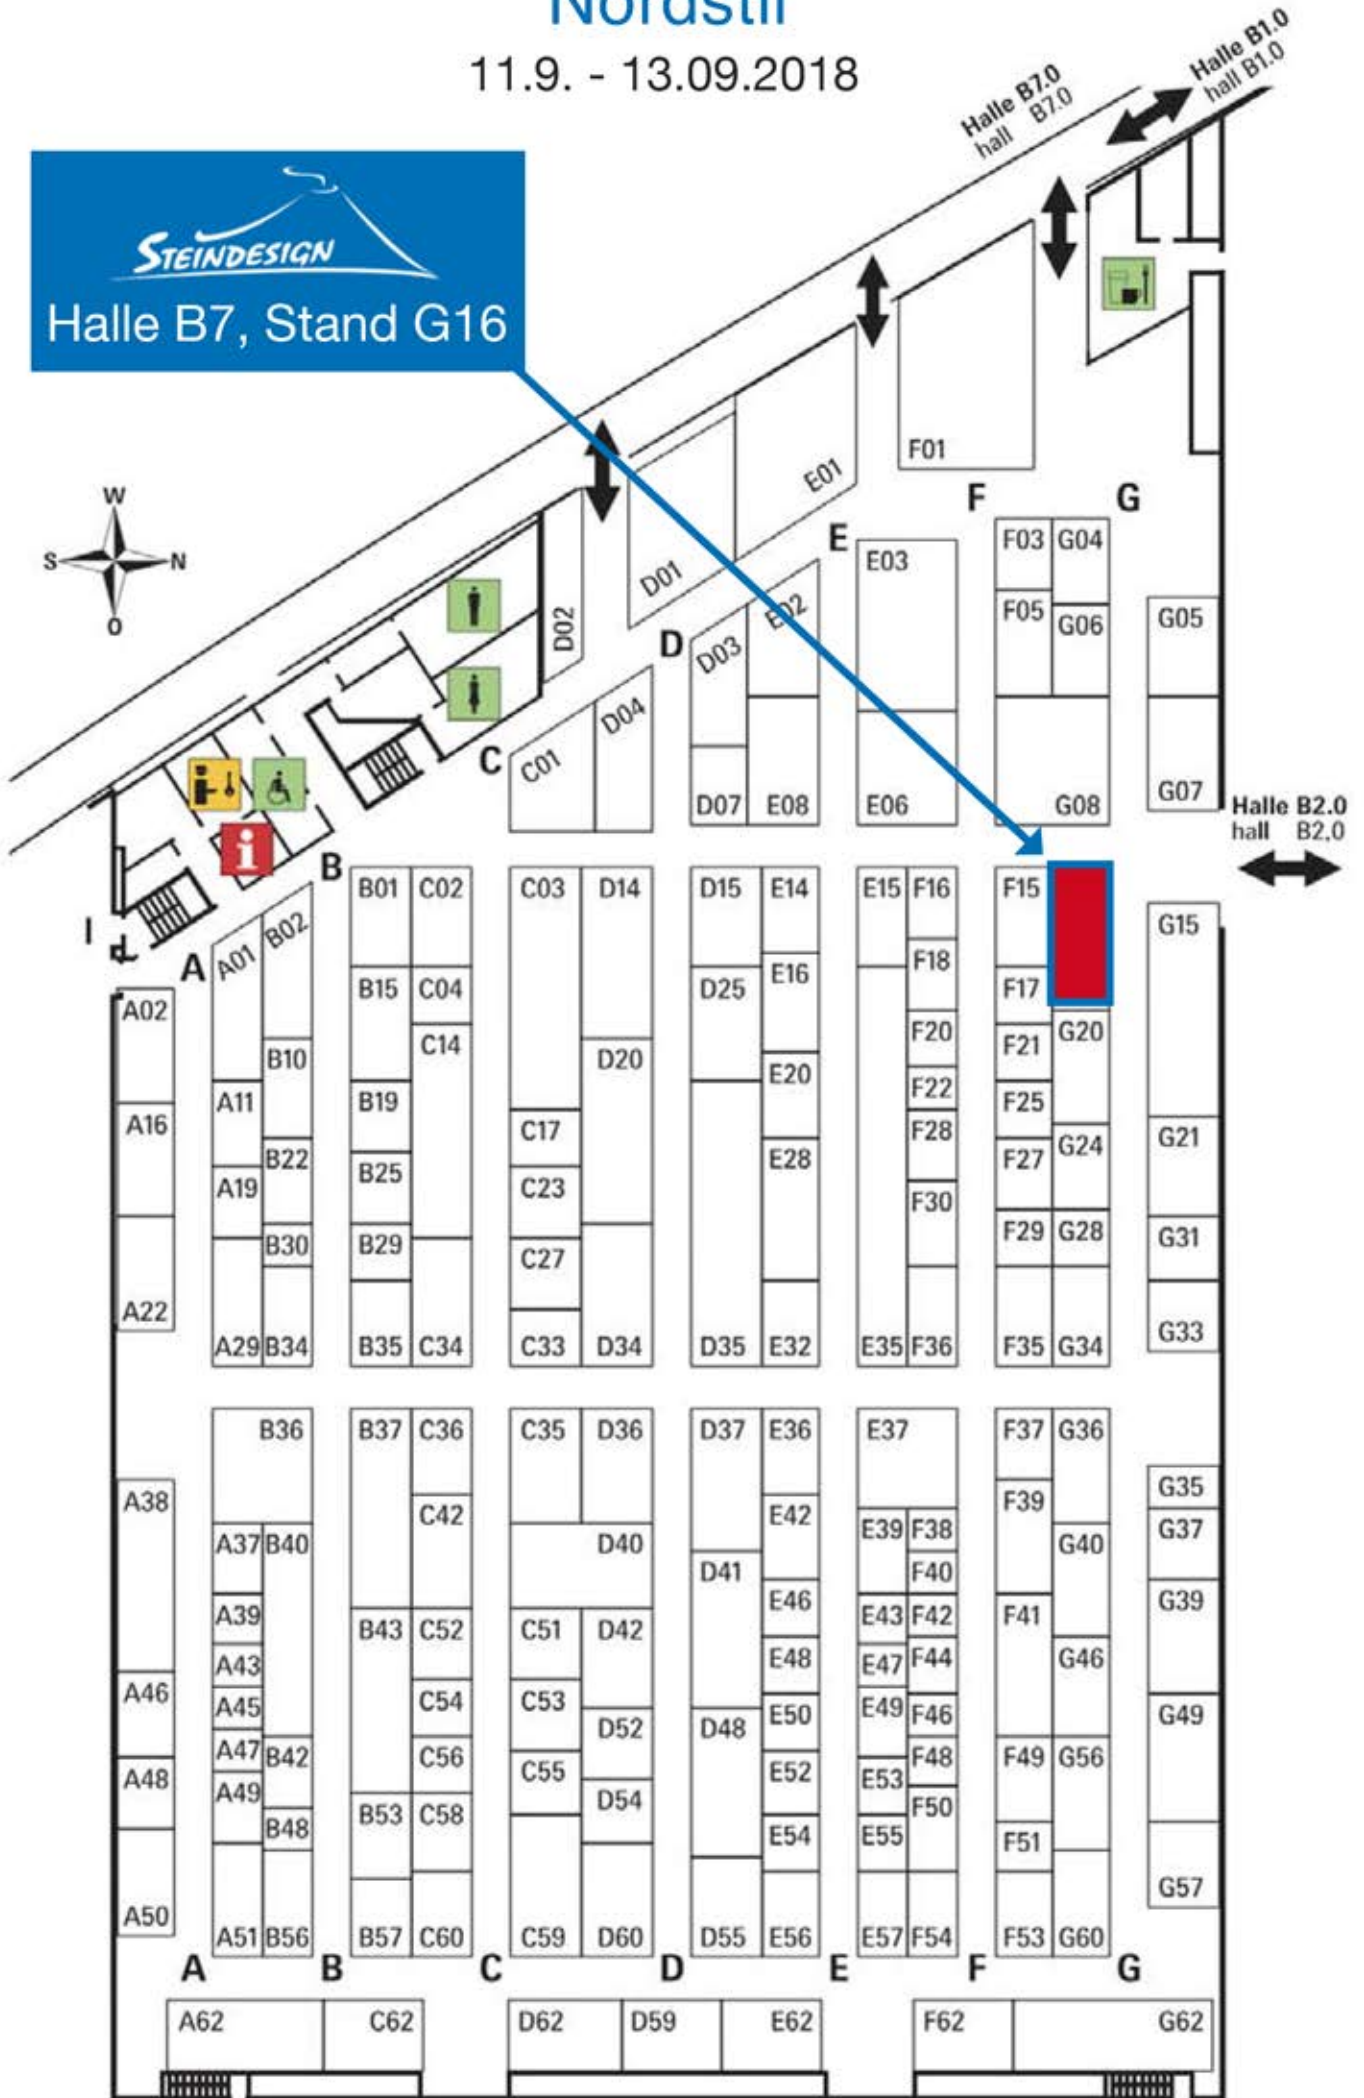 Nordstil
11.9. - 13.09.2018
Halle B7.0
hall B7.0
Halle B1.0
hall B1.0
STEINDESIGN
Halle B7, Stand G16
F01
E01
W
S N
O
F G
E
F03 G04
E03
D01
D02
E02
F05 G06
G05
D
D03
D04
C
C01
D07 E08
E06
G08
G07
Halle B2.0
hall B2,0
i
B
B01 C02
C03 D14
D15 E14
E15 F16
F15
G15
A
A01
B02
F18
E16
B15 C04
D25
F17
A02
F20
G20
C14
F21
B10
D20
E20
F22
A11
B19
F25
A16
C17
F28
G21
G24
B22
E28
F27
B25
A19
C23
F30
B30
B29
F29 G28
G31
C27
A22
G33
A29 B34
B35 C34
C33 D34
D35 E32
E35 F36
F35 G34
B36
B37 C36
C35 D36
D37 E36
E37
F37 G36
G35
A38
F39
C42
E42
E39 F38
G37
A37 B40
D40
G40
D41
F40
E46
G39
A39
E43 F42
F41
B43 C52
C51 D42
E48
F44
G46
A43
E47
A46
C54
C53
A45
E49
E50
F46
G49
D52
D48
A47
B42
C56
F48
F49 G56
C55
E52
A48
E53
A49
D54
F50
B53 C58
B48
E54
E55
F51
G57
A50
A51 B56
B57 C60
C59 D60
D55 E56
E57 F54
F53 G60
A B C D E F G
A62 C62
D62 D59 E62
F62 G62